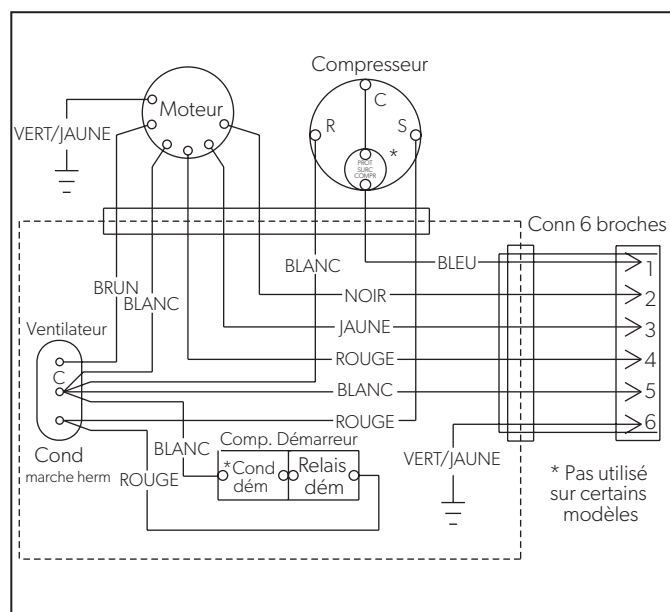 Compresseur
Moteur
C
R
S
*
PROT
SURC
COMPR
VERT/JAUNE
Conn 6 broches
BLANC
BLEU
1
BRUN
BLANC
NOIR
2
Ventilateur
JAUNE
3
C
ROUGE
4
BLANC
5
ROUGE
6
Cond
marche herm
BLANC
Comp. Démarreur
VERT/JAUNE
ROUGE
*Cond
dém
Relais
dém
* Pas utilisé
sur certains
modèles